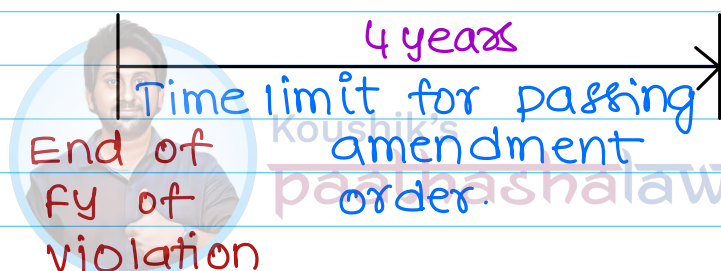 4 years
Time limit for passing
Koushik's
End of amendment
paathashalaw
FY of order.
violation